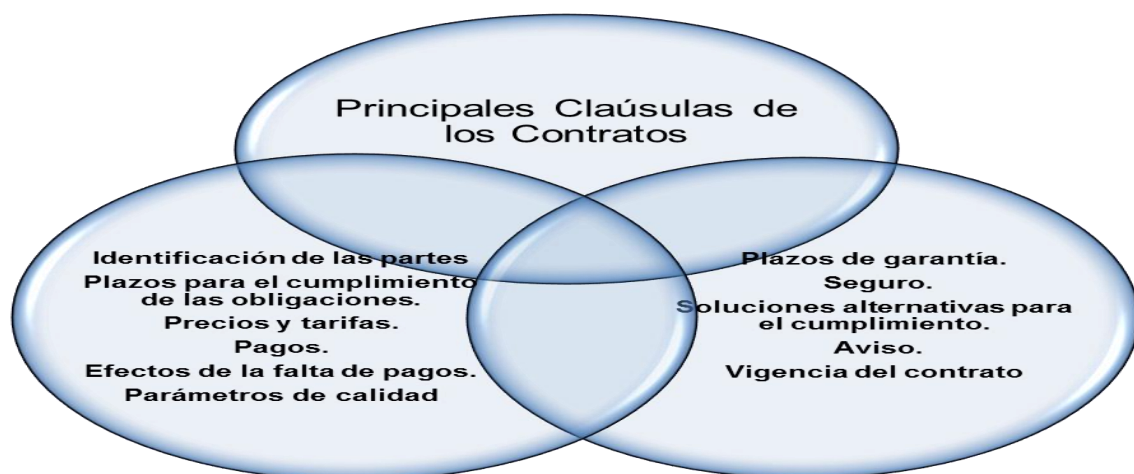 Principales Claúsulas de
los Contratos
Identificación de las partes
Plazos para el cumplimiento
de las obligaciones.
Precios y tarifas.
Pagos.
Efectos de la falta de pagos.
Parámetros de calidad
Plazos de garantía.
Seguro.
Soluciones alternativas para
el cumplimiento.
Aviso.
Vigencia del contrato